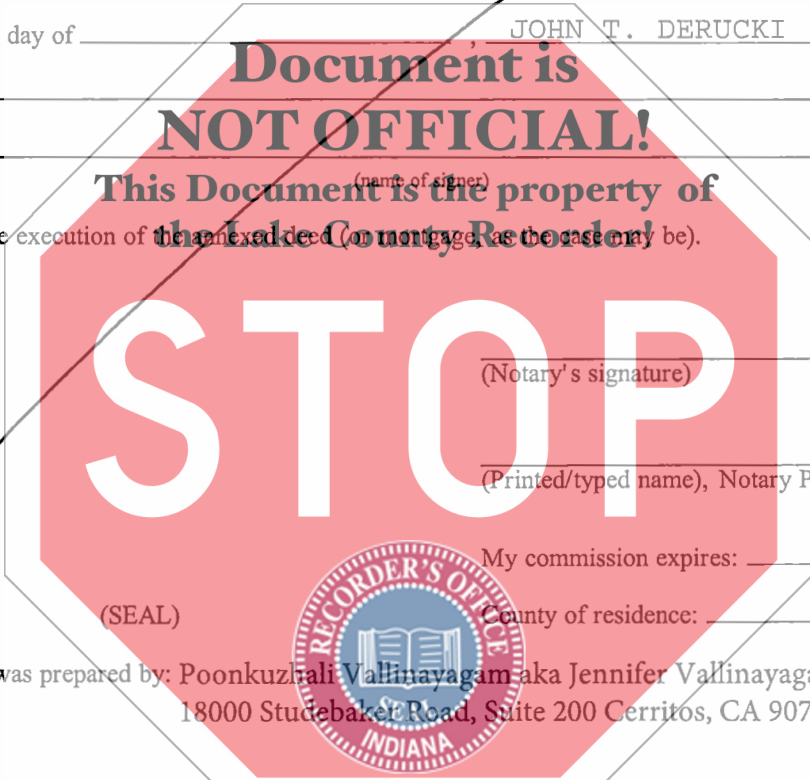 day of , JOHN T. DERUCKI
Document is
NOT OFFICIAL!
(name of signer)
This Document is the property of
the Lake County Recorder!
e execution of the annexed deed (or mortgage, as the case may be).
STOP
(Notary's signature)
(Printed/typed name), Notary P
My commission expires:
(SEAL) County of residence:
was prepared by: Poonkuzhali Vallinayagam aka Jennifer Vallinayaga
18000 Studebaker Road, Suite 200 Cerritos, CA 907
RECORDER'S OFFICE
SEAL
INDIANA